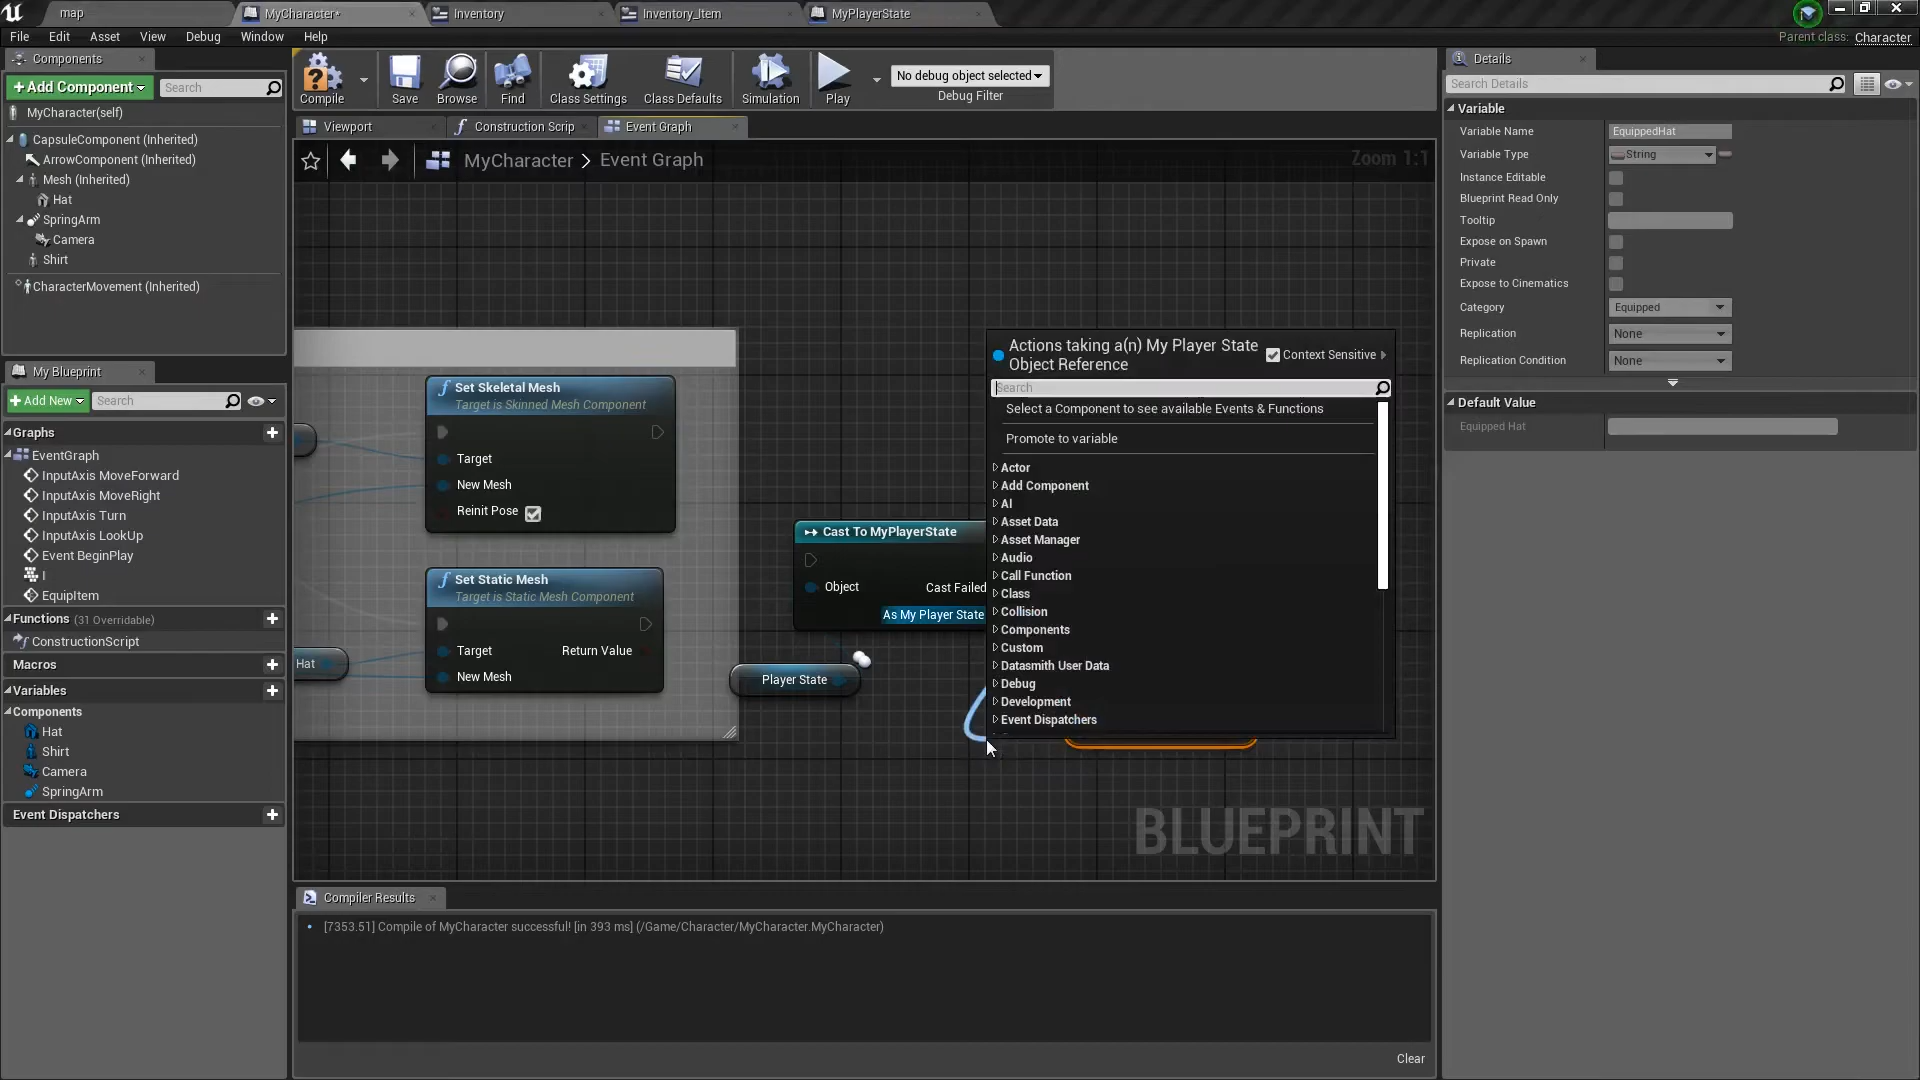 map
MyCharacter*
Inventory
Inventory_Item
MyPlayerState
File Edit Asset View Debug Window Help
Parent class: Character
Components
+Add Component
Search
MyCharacter(self)
CapsuleComponent (Inherited)
ArrowComponent (Inherited)
Mesh (Inherited)
Hat
SpringArm
Camera
Shirt
CharacterMovement (Inherited)
My Blueprint
+Add New
Search
Graphs
EventGraph
InputAxis MoveForward
InputAxis MoveRight
InputAxis Turn
InputAxis LookUp
Event BeginPlay
I
EquipItem
Functions (31 Overridable)
ConstructionScript
Macros
Variables
Components
Hat
Shirt
Camera
SpringArm
Event Dispatchers
Compile
Save
Browse
Find
Class Settings
Class Defaults
Simulation
Play
No debug object selected
Debug Filter
Viewport
Construction Scrip
Event Graph
MyCharacter > Event Graph
Zoom 1:1
Set Skeletal Mesh
Target is Skinned Mesh Component
Target
New Mesh
Reinit Pose
Set Static Mesh
Target is Static Mesh Component
Target
Return Value
New Mesh
Hat
Cast To MyPlayerState
Object
Cast Failed
As My Player State
Player State
Actions taking a(n) My Player State
Object Reference
Context Sensitive
Search
Select a Component to see available Events & Functions
Promote to variable
Actor
Add Component
AI
Asset Data
Asset Manager
Audio
Call Function
Class
Collision
Components
Custom
Datasmith User Data
Debug
Development
Event Dispatchers
BLUEPRINT
Compiler Results
• [7353.51] Compile of MyCharacter successful! [in 393 ms] (/Game/Character/MyCharacter.MyCharacter)
Clear
Details
Search Details
Variable
Variable Name EquippedHat
Variable Type String
Instance Editable
Blueprint Read Only
Tooltip
Expose on Spawn
Private
Expose to Cinematics
Category Equipped
Replication None
Replication Condition None
Default Value
Equipped Hat